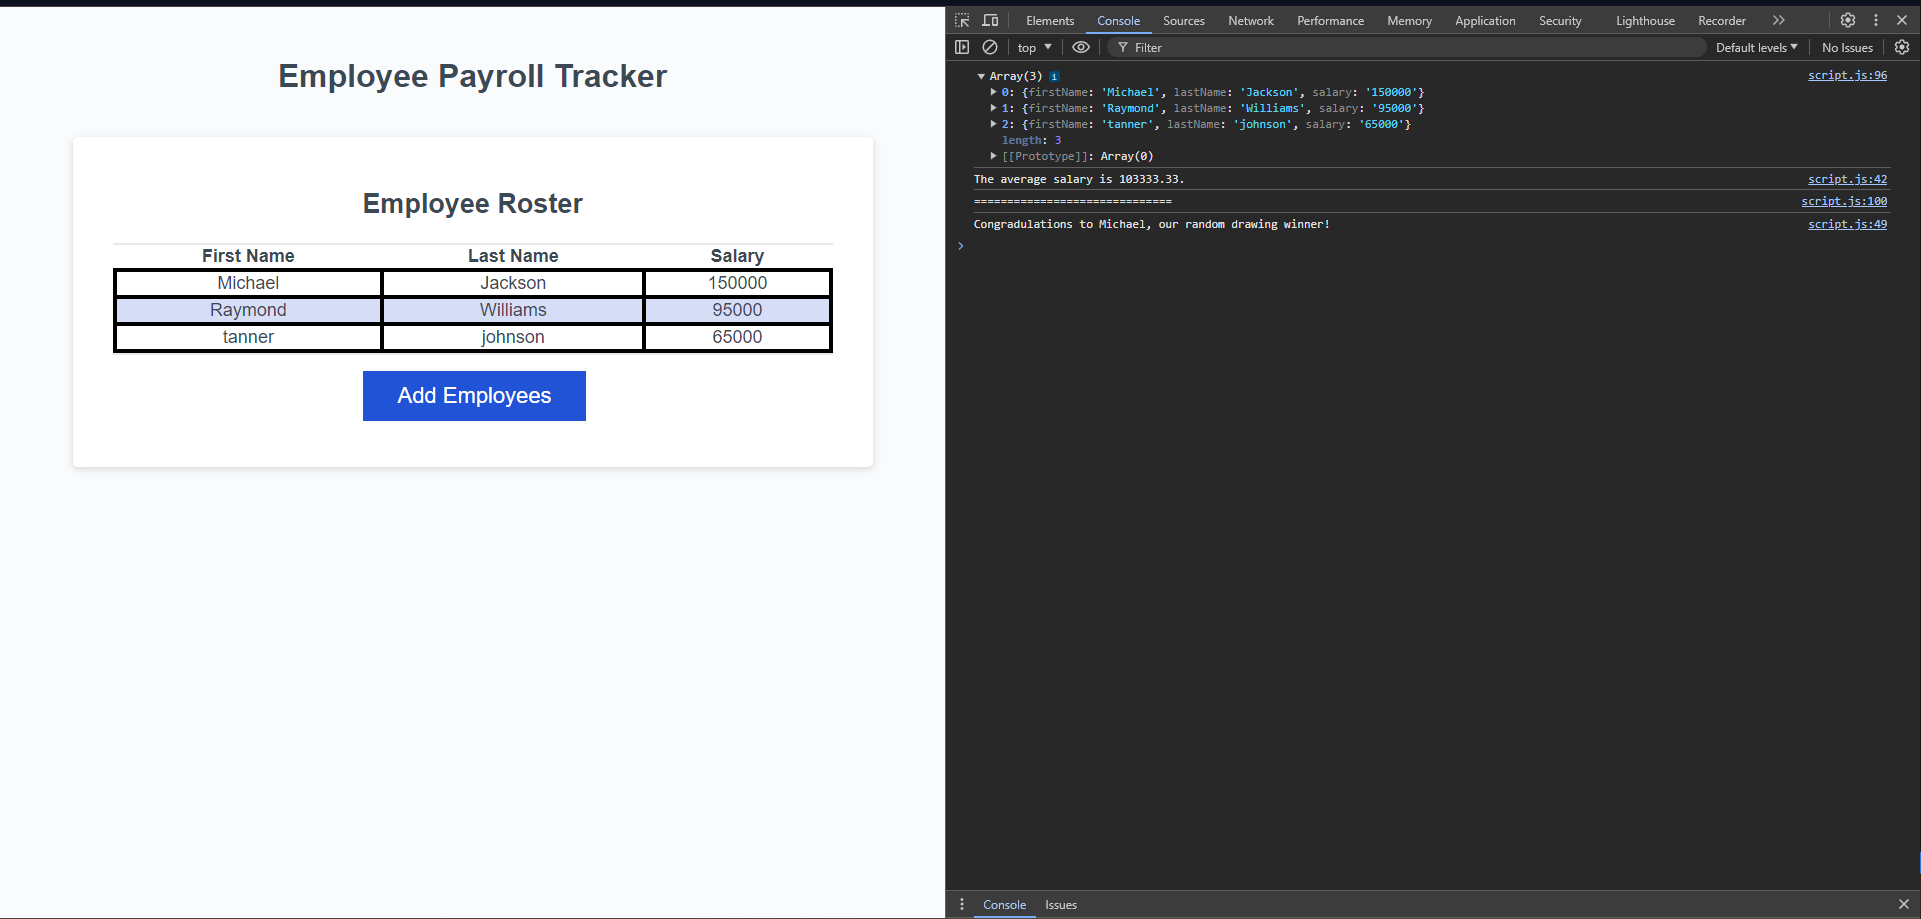 Employee Payroll Tracker
Employee Roster
First Name Last Name Salary
Michael Jackson 150000
Raymond Williams 95000
tanner johnson 65000
Add Employees
Elements Console Sources Network Performance Memory Application Security Lighthouse Recorder
top Filter Default levels No Issues
Array(3) i script.js:96
0: {firstName: 'Michael', lastName: 'Jackson', salary: '150000'}
1: {firstName: 'Raymond', lastName: 'Williams', salary: '95000'}
2: {firstName: 'tanner', lastName: 'johnson', salary: '65000'}
length: 3
[[Prototype]]: Array(0)
The average salary is 103333.33. script.js:42
============================== script.js:100
Congradulations to Michael, our random drawing winner! script.js:49
Console Issues